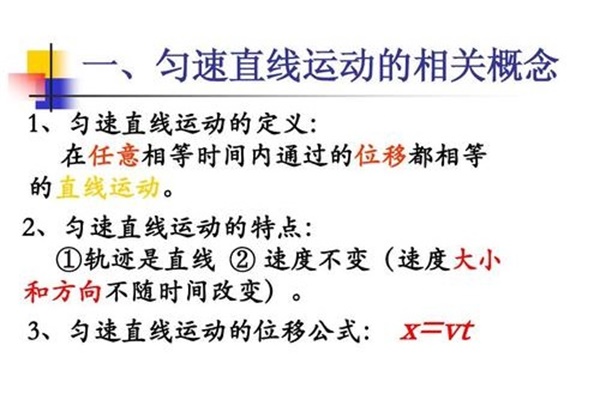 一、匀速直线运动的相关概念
1、匀速直线运动的定义:
在任意相等时间内通过的位移都相等
的直线运动。
2、匀速直线运动的特点:
①轨迹是直线 ② 速度不变（速度大小
和方向不随时间改变）。
3、匀速直线运动的位移公式: x=vt